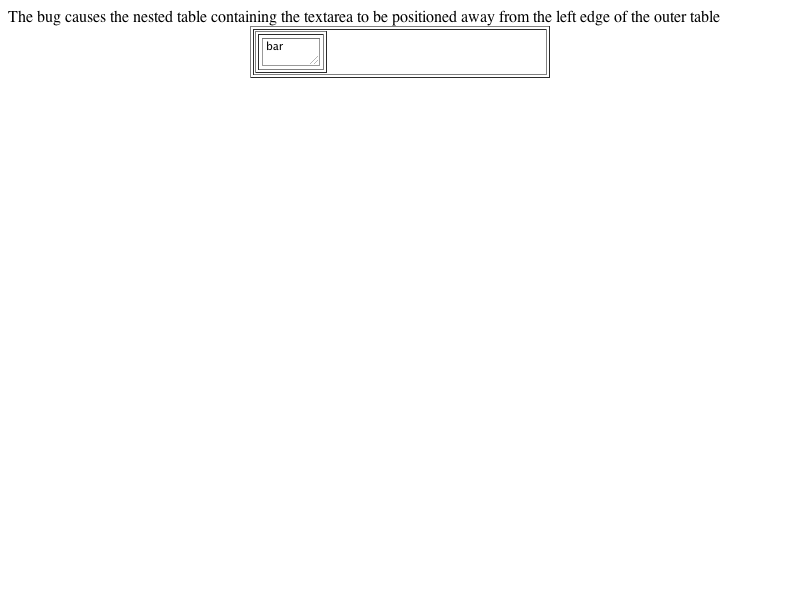 The bug causes the nested table containing the textarea to be positioned away from the left edge of the outer table
bar